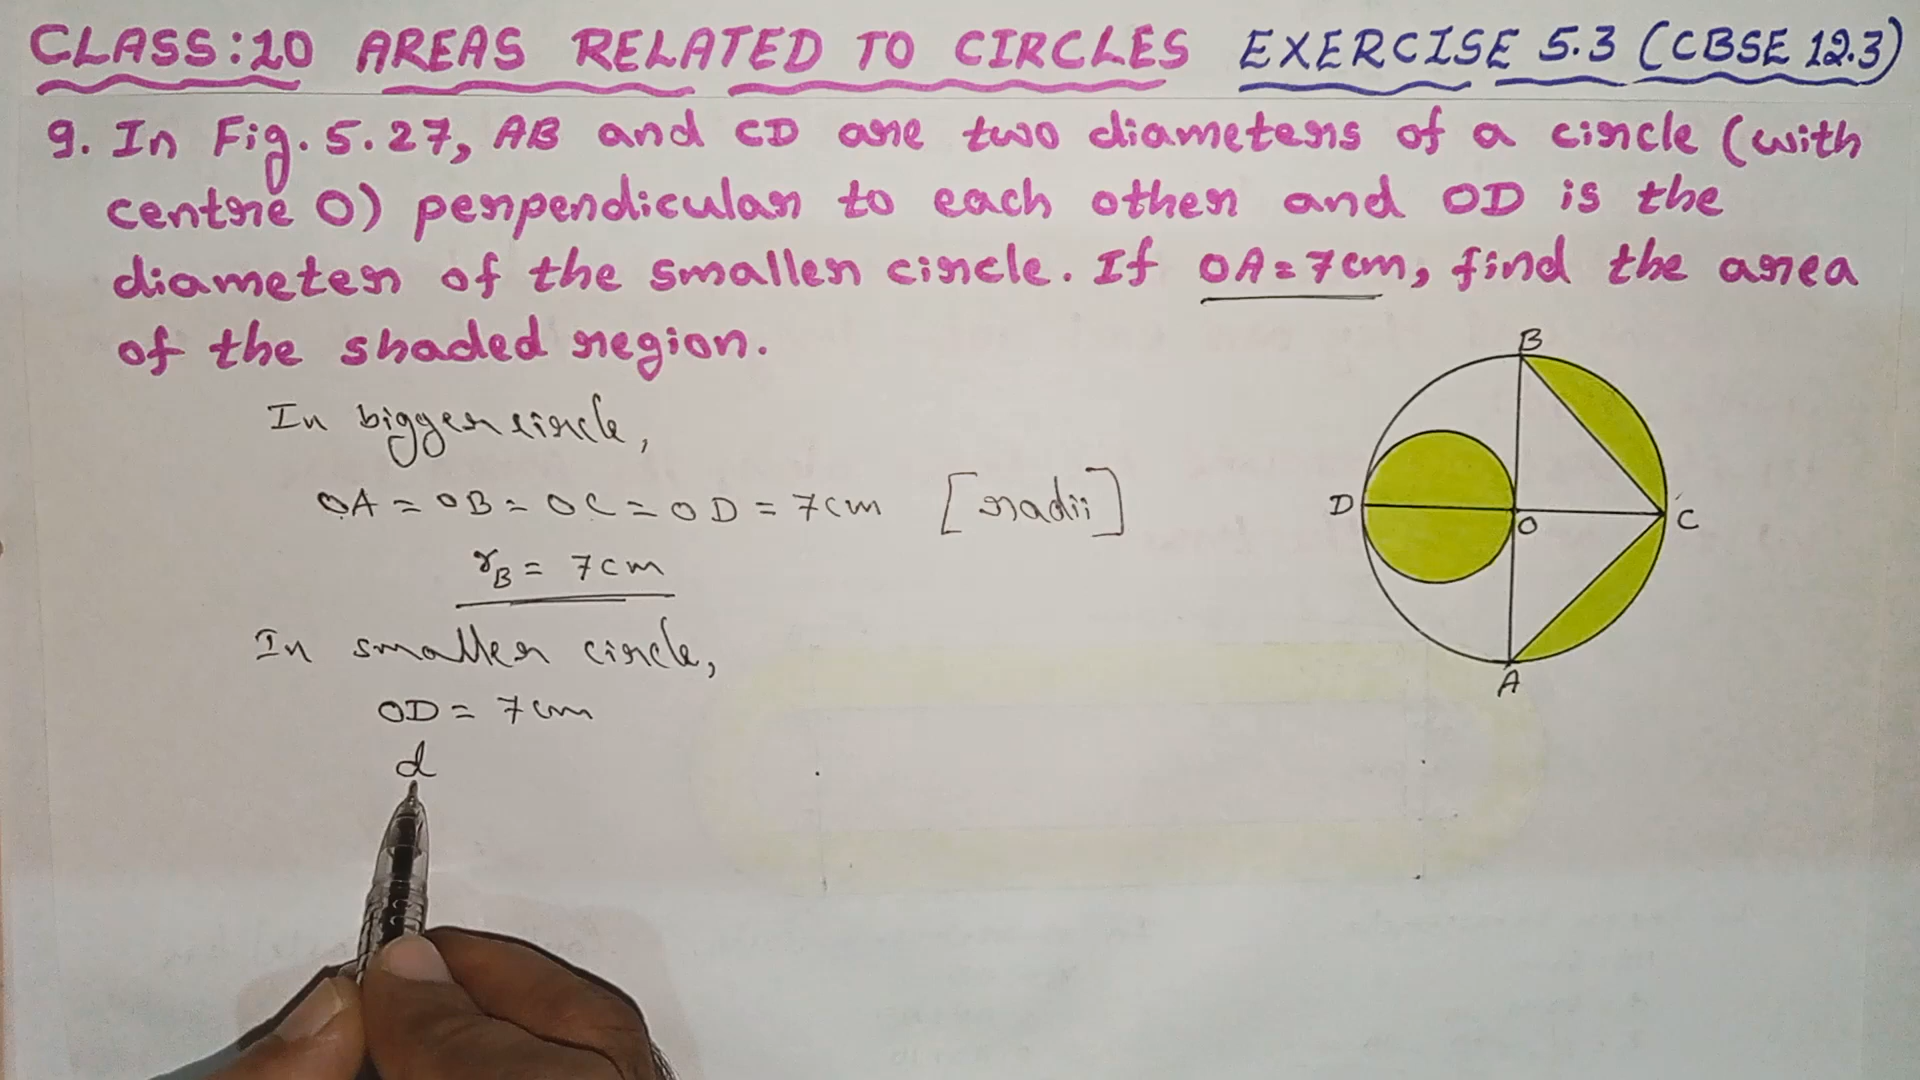 CLASS:10 AREAS RELATED TO CIRCLES EXERCISE 5.3 (CBSE 12.3)
9. In Fig. 5.27, AB and CD are two diameters of a circle (with
centre O) perpendicular to each other and OD is the
diameter of the smaller circle. If OA=7cm, find the area
of the shaded region.
In bigger circle,
OA = OB = OC = OD = 7cm [radii]
r_B = 7cm
In smaller circle,
OD = 7cm
d
B
D
O
C
A